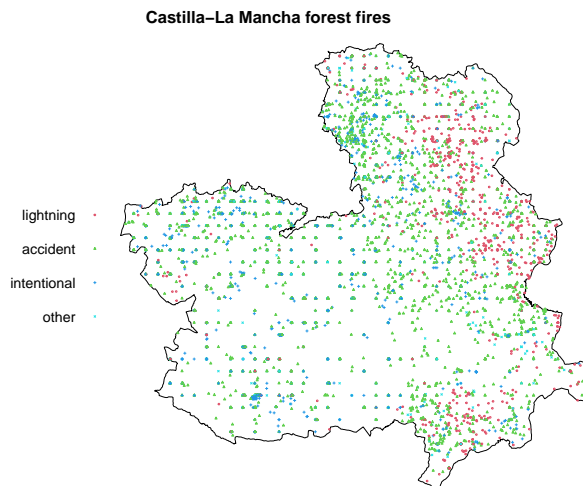 Castilla–La Mancha forest fires
lightning
accident
intentional
other